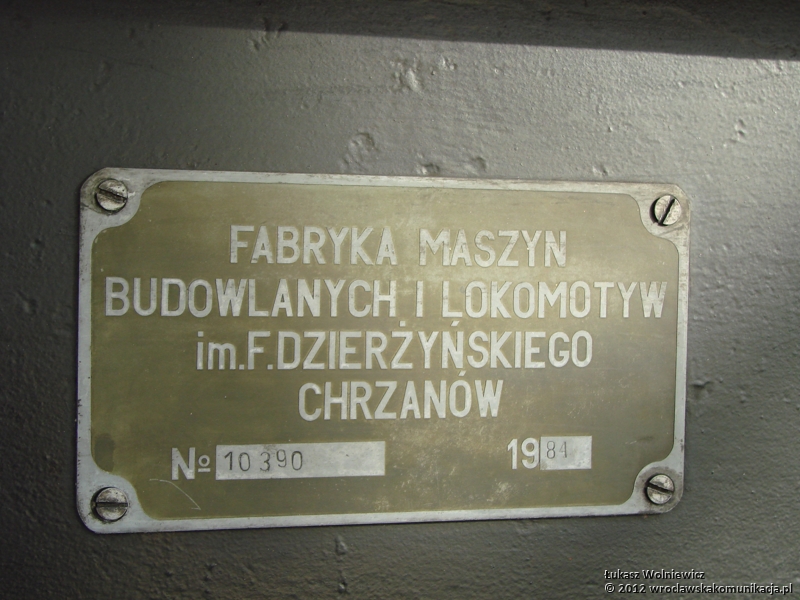 FABRYKA MASZYN
BUDOWLANYCH I LOKOMOTYW
im.F.DZIERŻYŃSKIEGO
CHRZANÓW
№ 10390 1984
Łukasz Wolniewicz
© 2012 wroclawskakomunikacja.pl